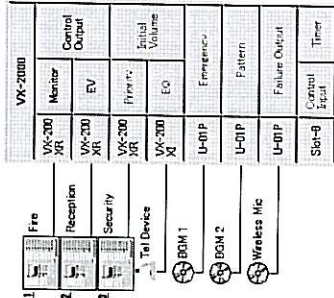 VX-2000
Control Output
Initial Volume
Monitor
EV
Priority
EQ
Emergency
Pattern
Failure Output
Control Input
Timer
VX-200 XR
VX-200 XR
VX-200 XR
VX-200 XI
U-01P
U-01P
U-01P
Slot-8
1
Fire
2
Reception
Security
Tel Device
BGM 1
BGM 2
Wireless Mic